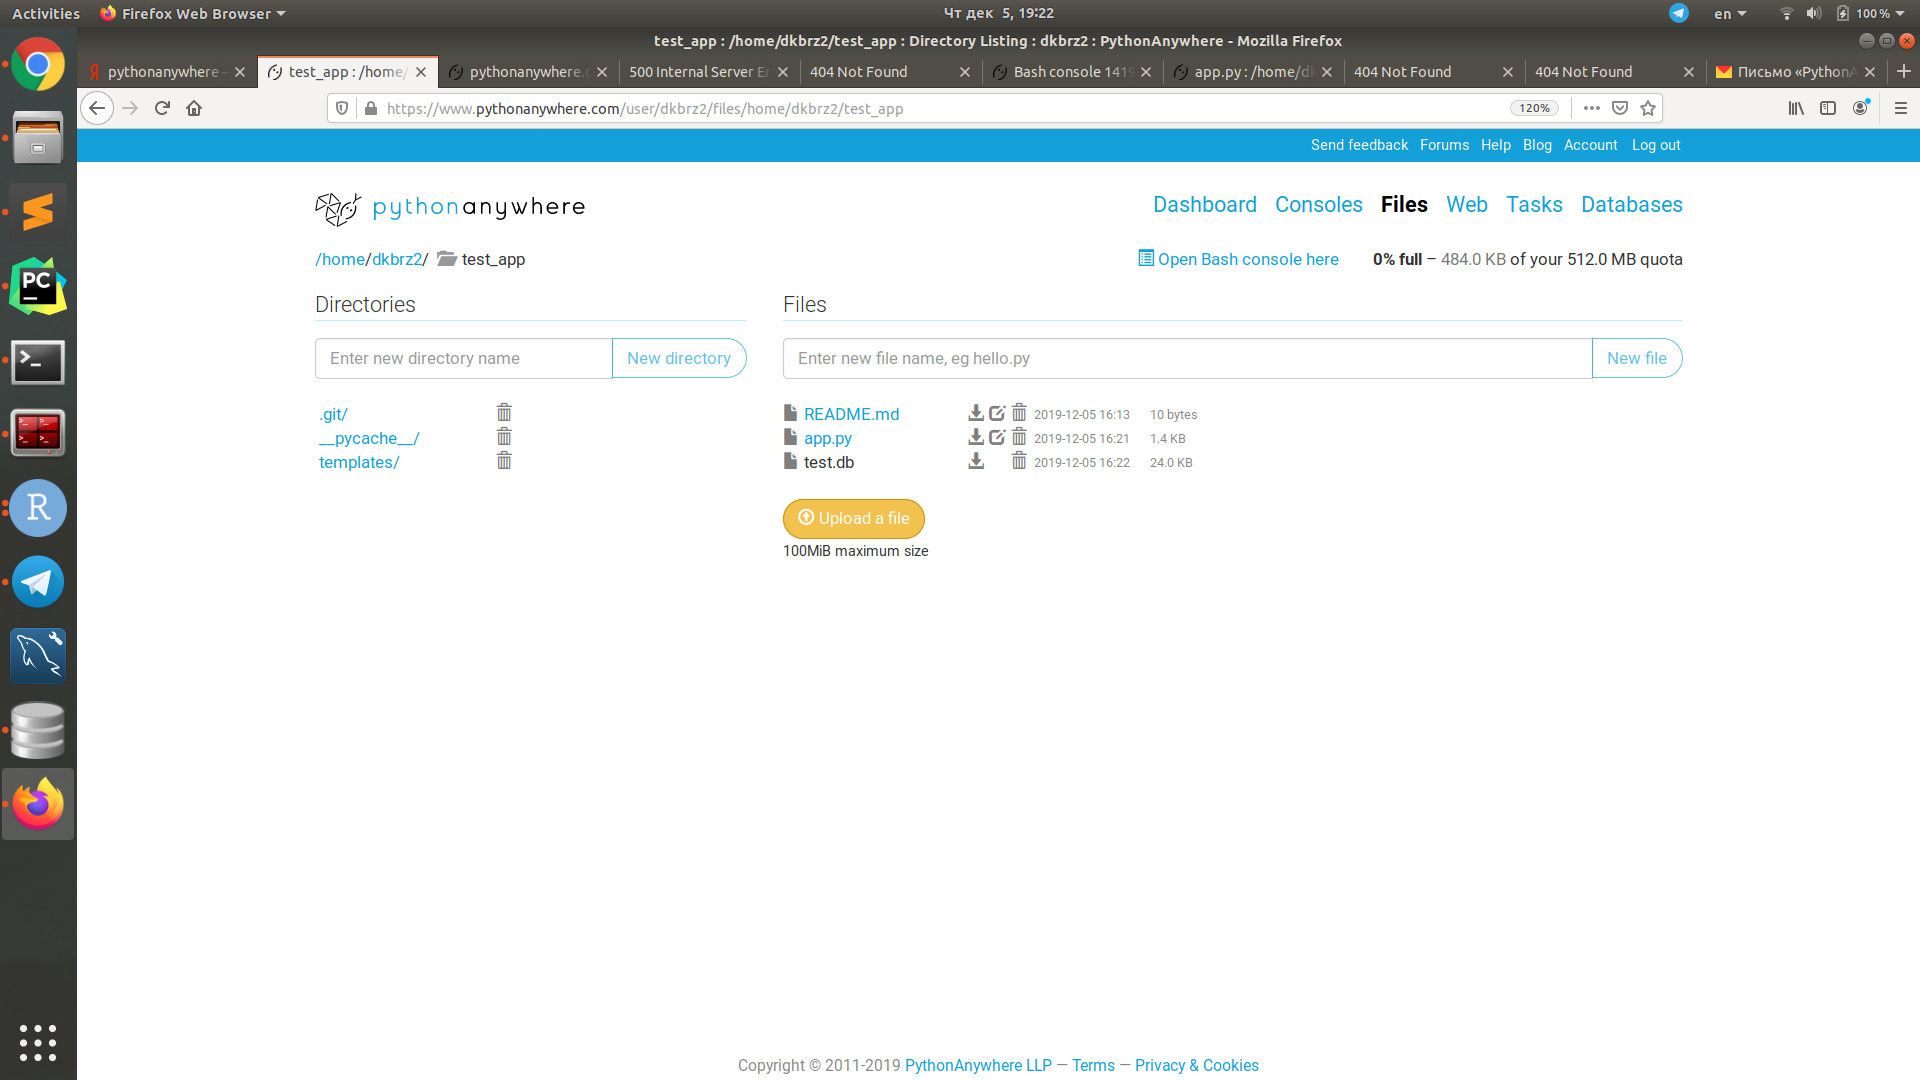 Activities Firefox Web Browser Чт дек 5, 19:22 en 100 %
test_app : /home/dkbrz2/test_app : Directory Listing : dkbrz2 : PythonAnywhere - Mozilla Firefox
pythonanywhere test_app : /home/ pythonanywhere. 500 Internal Server Er 404 Not Found Bash console 1419 app.py : /home/d 404 Not Found 404 Not Found Письмо «PythonA
https://www.pythonanywhere.com/user/dkbrz2/files/home/dkbrz2/test_app 120%
Send feedback Forums Help Blog Account Log out
pythonanywhere Dashboard Consoles Files Web Tasks Databases
/home/dkbrz2/ test_app Open Bash console here 0% full – 484.0 KB of your 512.0 MB quota
Directories Files
Enter new directory name New directory Enter new file name, eg hello.py New file
.git/ README.md 2019-12-05 16:13 10 bytes
__pycache__/ app.py 2019-12-05 16:21 1.4 KB
templates/ test.db 2019-12-05 16:22 24.0 KB
Upload a file
100MiB maximum size
Copyright © 2011-2019 PythonAnywhere LLP — Terms — Privacy & Cookies